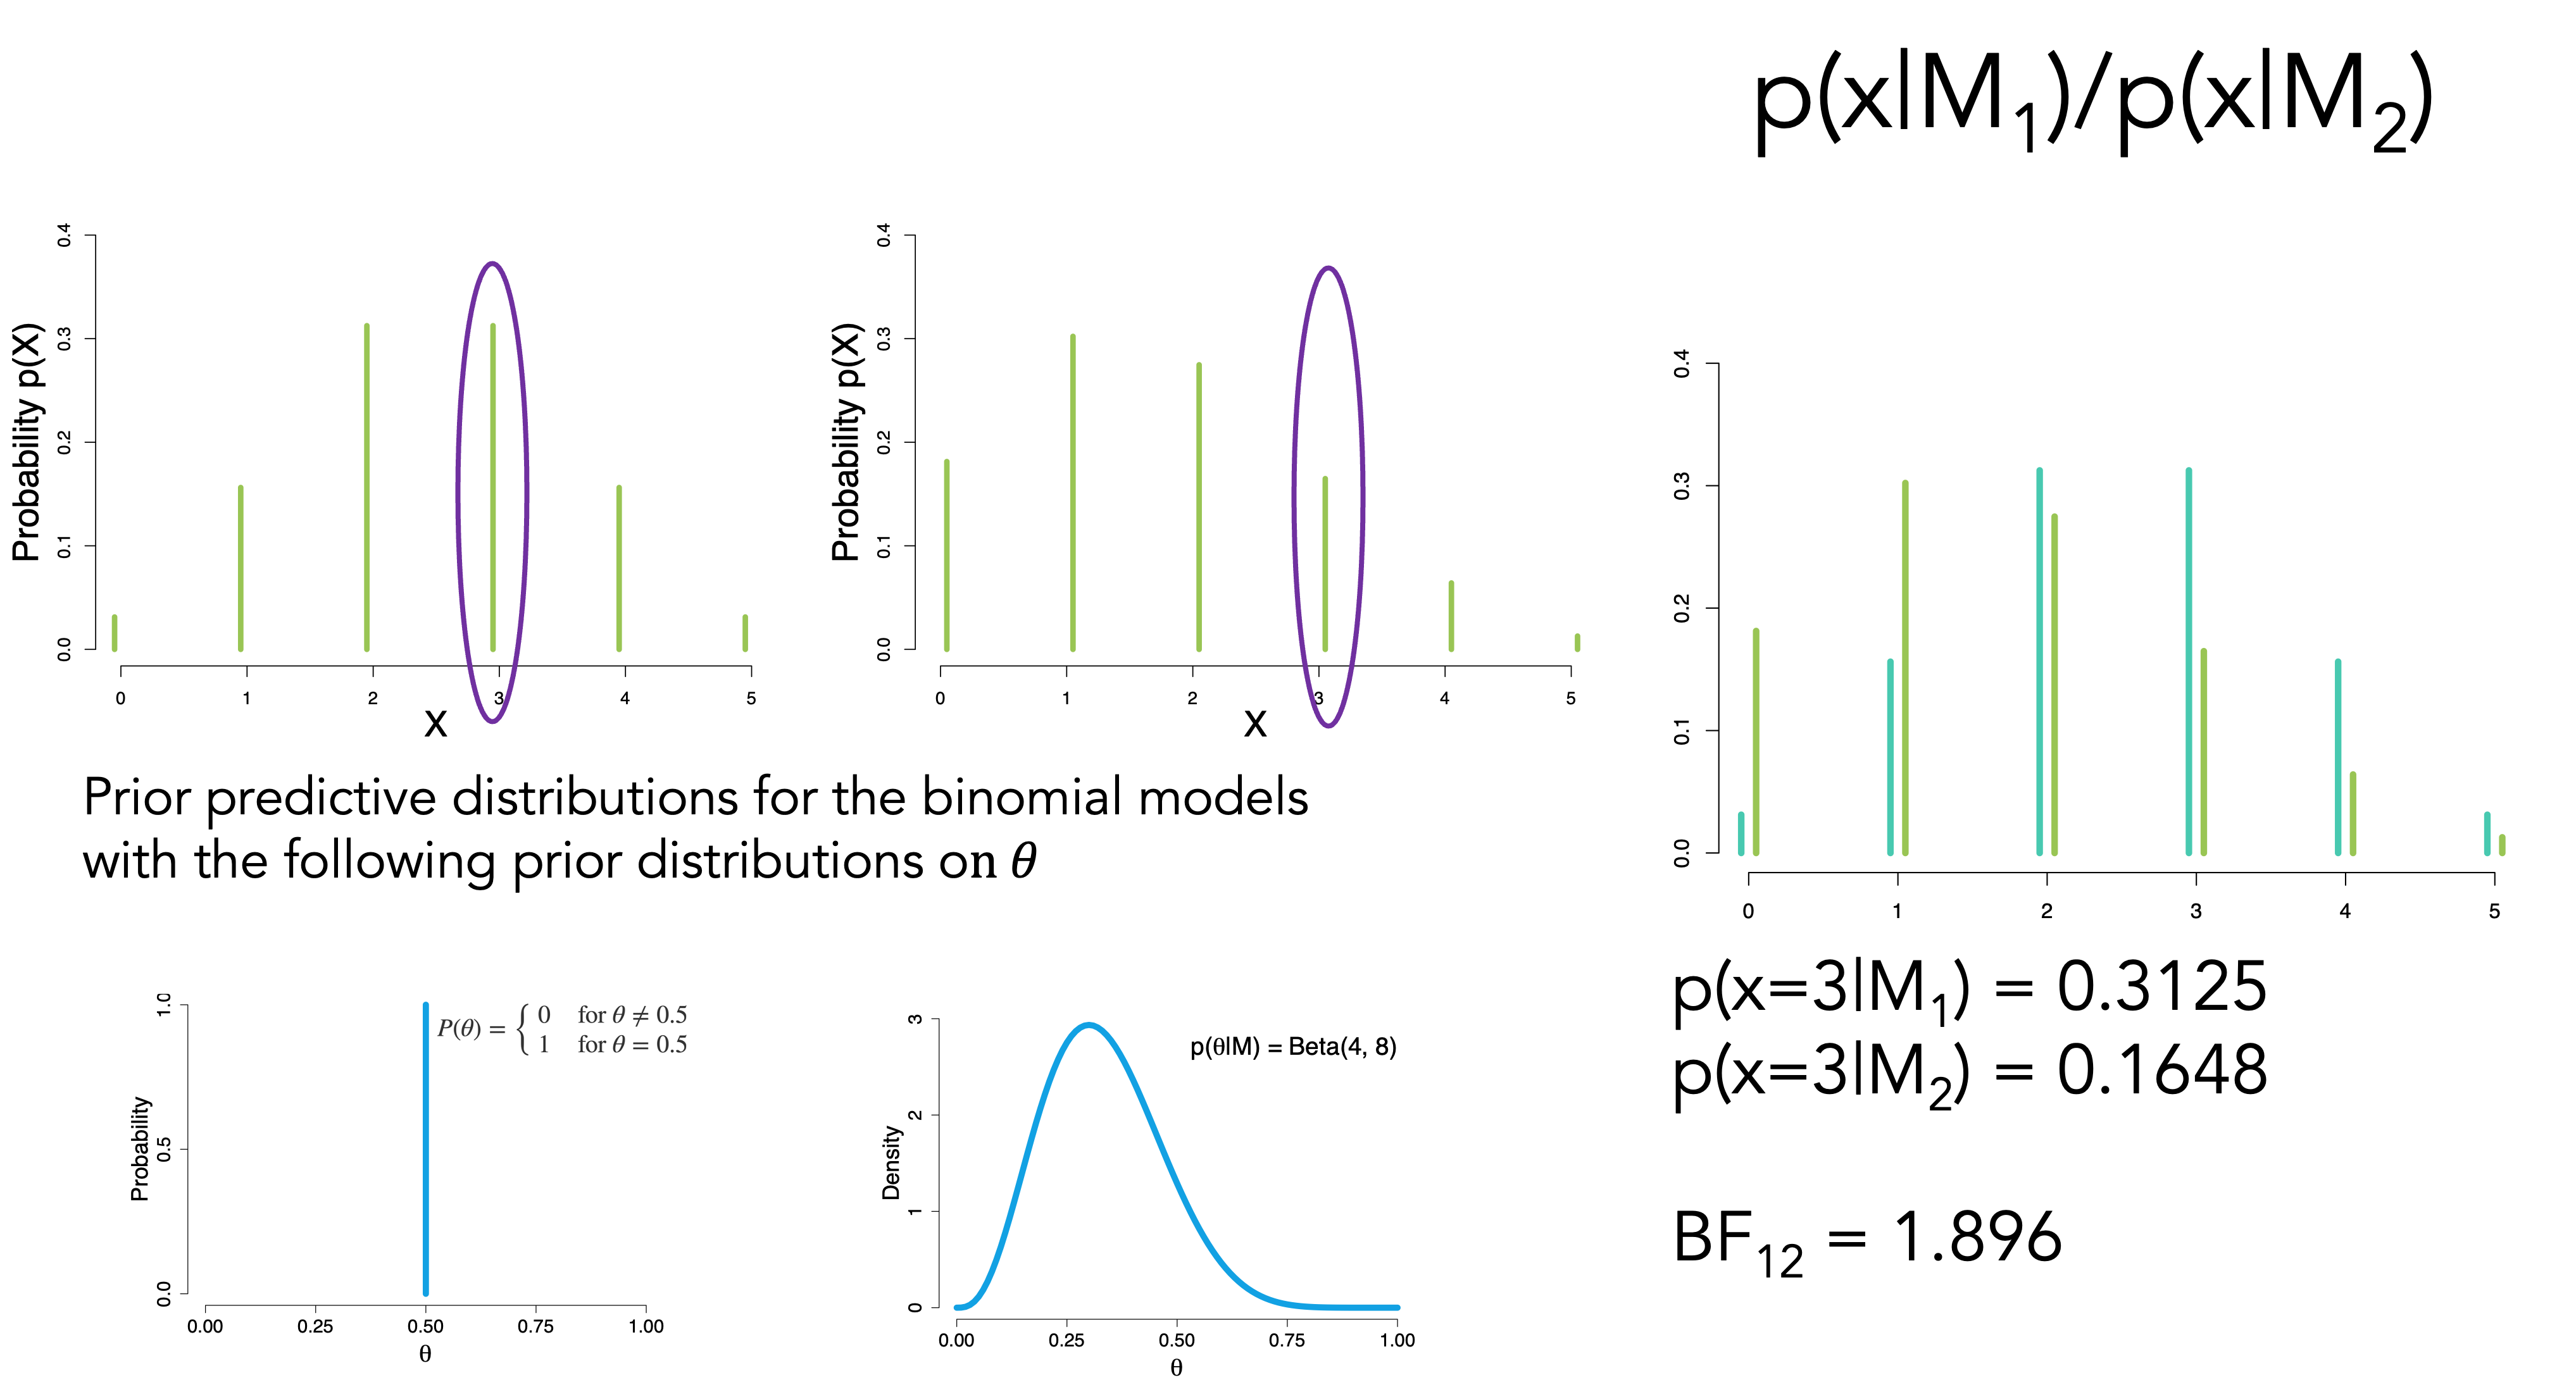 p(x|M₁)/p(x|M₂)
Probability p(X)
0.0 0.1 0.2 0.3 0.4
0 1 2 3 4 5
X
Probability p(X)
0.0 0.1 0.2 0.3 0.4
0 1 2 3 4 5
X
0.0 0.1 0.2 0.3 0.4
0 1 2 3 4 5
Prior predictive distributions for the binomial models
with the following prior distributions on θ
Probability
0.0 0.5 1.0
P(θ) = { 0 for θ ≠ 0.5
1 for θ = 0.5
0.00 0.25 0.50 0.75 1.00
θ
Density
0 1 2 3
p(θ|M) = Beta(4, 8)
0.00 0.25 0.50 0.75 1.00
θ
p(x=3|M₁) = 0.3125
p(x=3|M₂) = 0.1648
BF₁₂ = 1.896